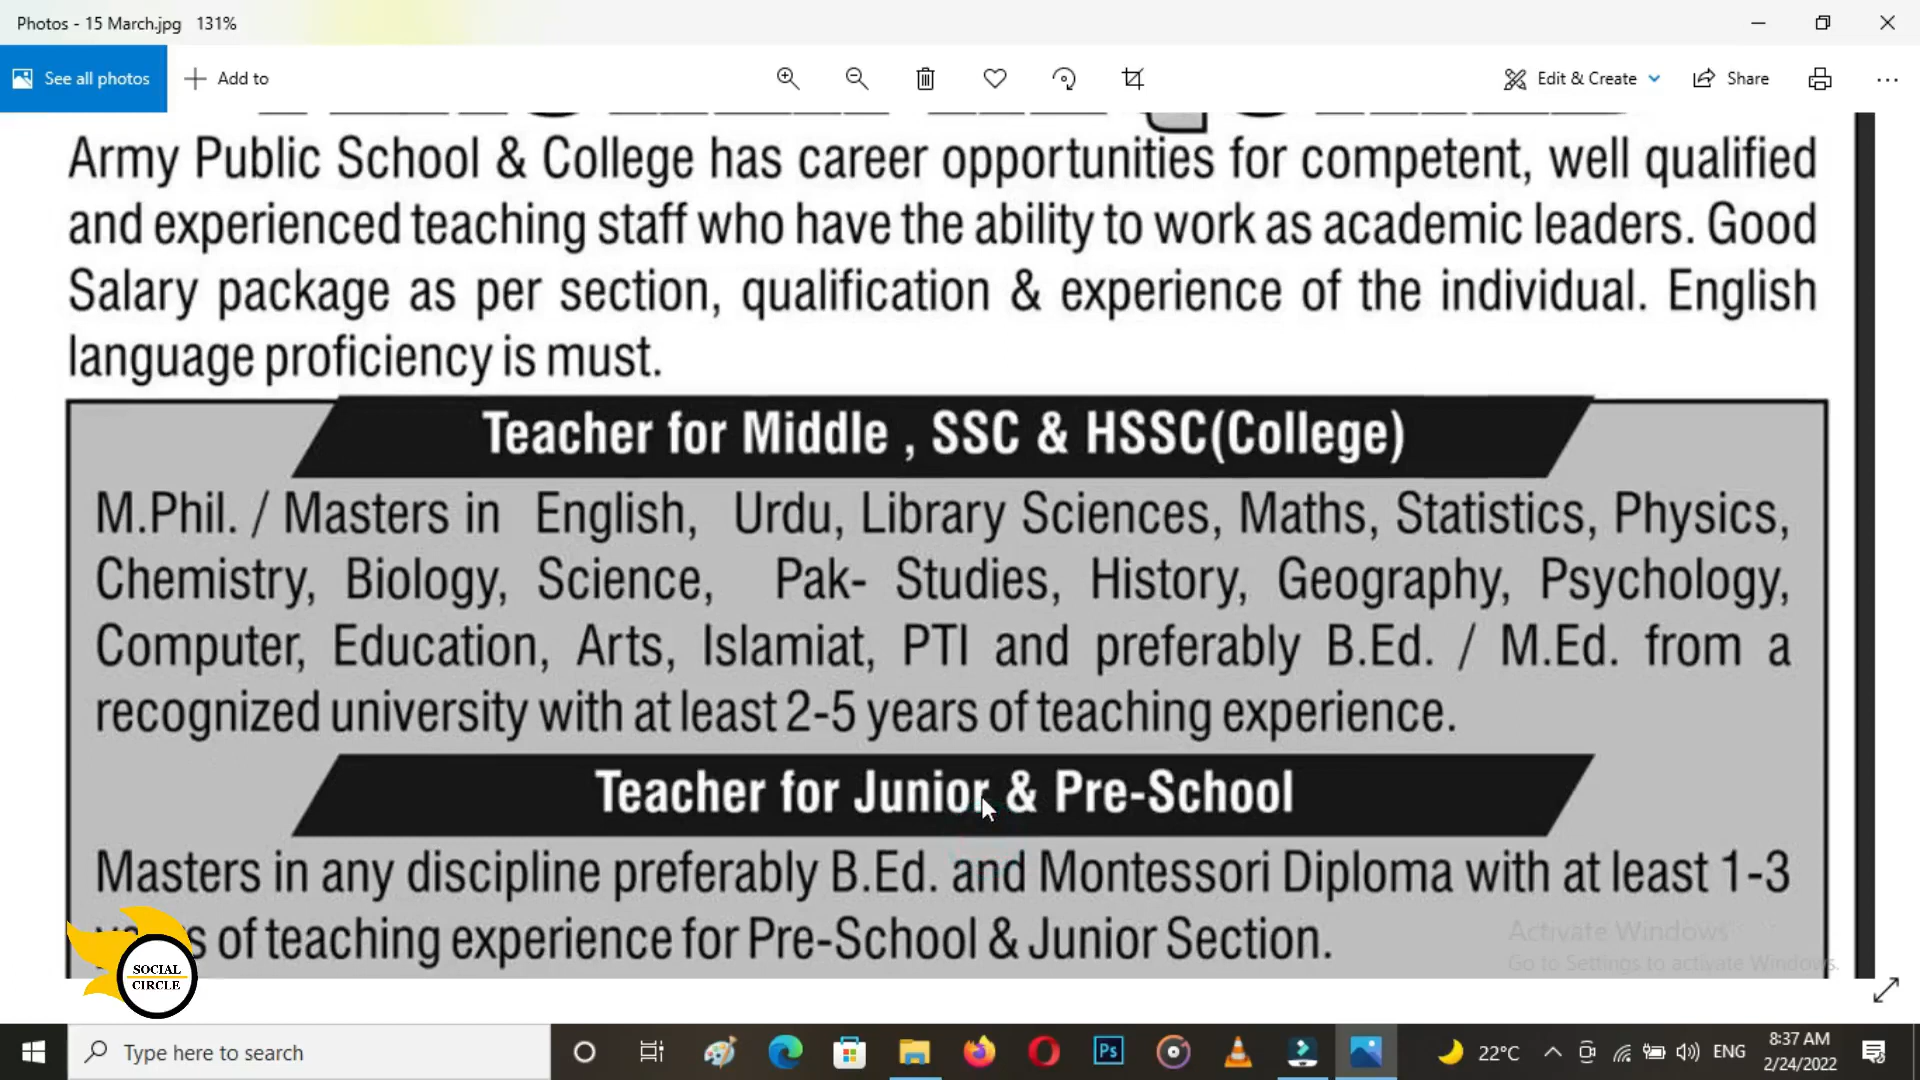 Photos - 15 March.jpg 131%
See all photos
Add to
Edit & Create
Share
Army Public School & College has career opportunities for competent, well qualified
and experienced teaching staff who have the ability to work as academic leaders. Good
Salary package as per section, qualification & experience of the individual. English
language proficiency is must.
Teacher for Middle , SSC & HSSC(College)
M.Phil. / Masters in English, Urdu, Library Sciences, Maths, Statistics, Physics,
Chemistry, Biology, Science, Pak- Studies, History, Geography, Psychology,
Computer, Education, Arts, Islamiat, PTI and preferably B.Ed. / M.Ed. from a
recognized university with at least 2-5 years of teaching experience.
Teacher for Junior & Pre-School
Masters in any discipline preferably B.Ed. and Montessori Diploma with at least 1-3
years of teaching experience for Pre-School & Junior Section.
Activate Windows
Go to Settings to activate Windows.
SOCIAL
CIRCLE
Type here to search
Ps
22°C
ENG
8:37 AM
2/24/2022